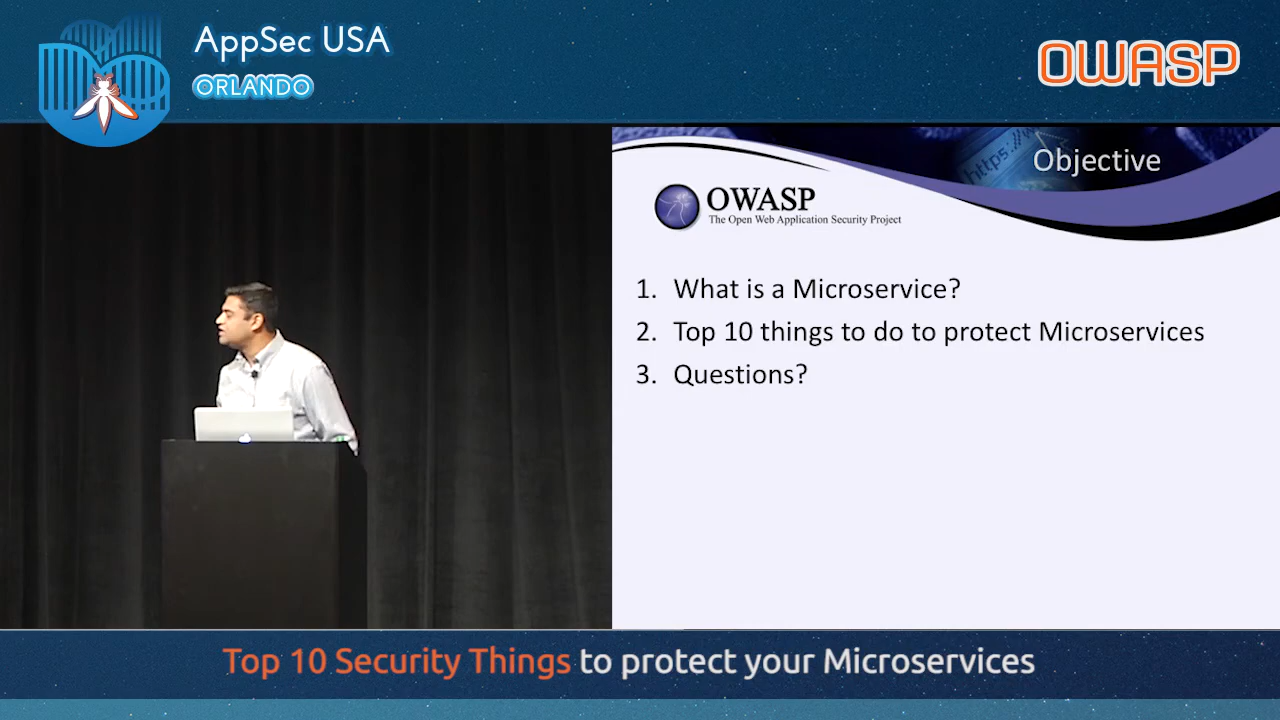 AppSec USA
ORLANDO
OWASP
https://
Objective
OWASP
The Open Web Application Security Project
1. What is a Microservice?
2. Top 10 things to do to protect Microservices
3. Questions?
Top 10 Security Things to protect your Microservices